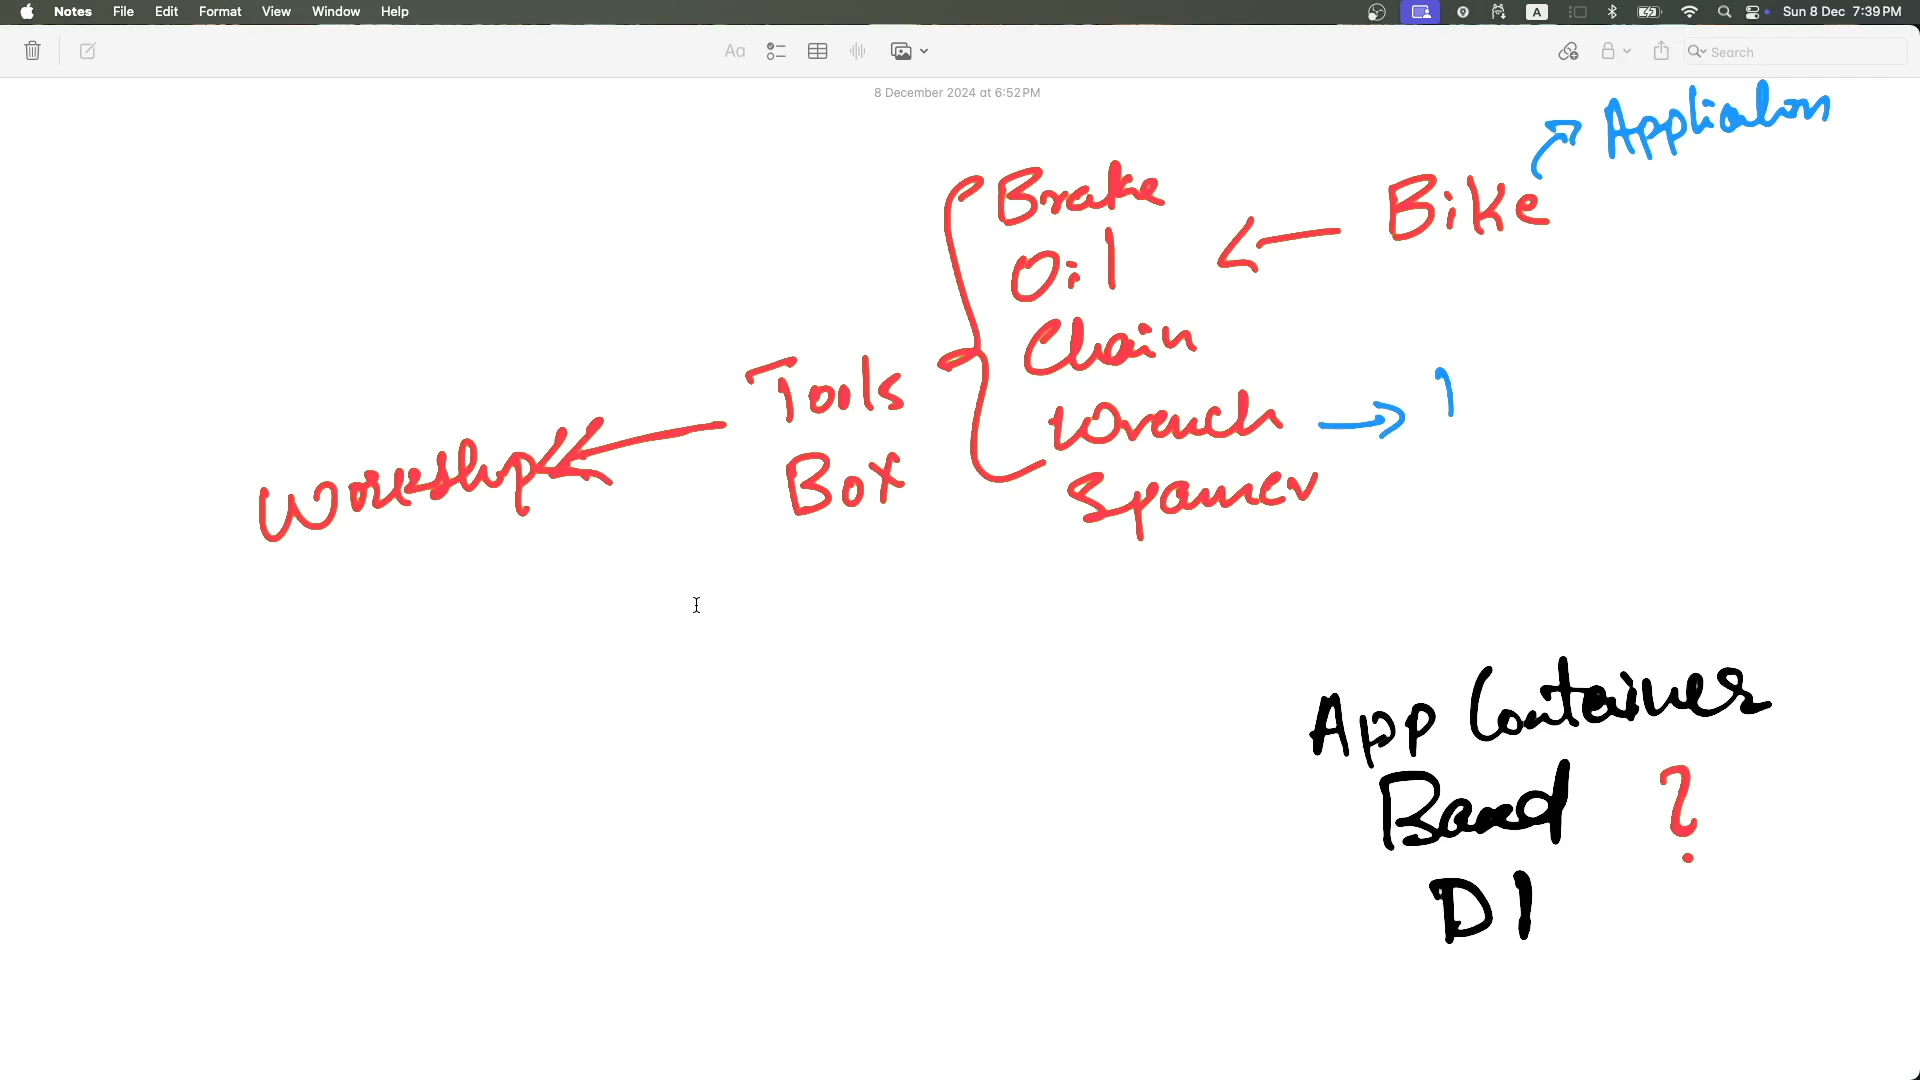 Notes File Edit Format View Window Help
A Sun 8 Dec 7:39 PM
Aa Search
8 December 2024 at 6:52 PM
Application
Brake
Bike
Oil
Chain
Tools
Wrench
Workshop
Box
Spanner
App Container
Based ?
DI